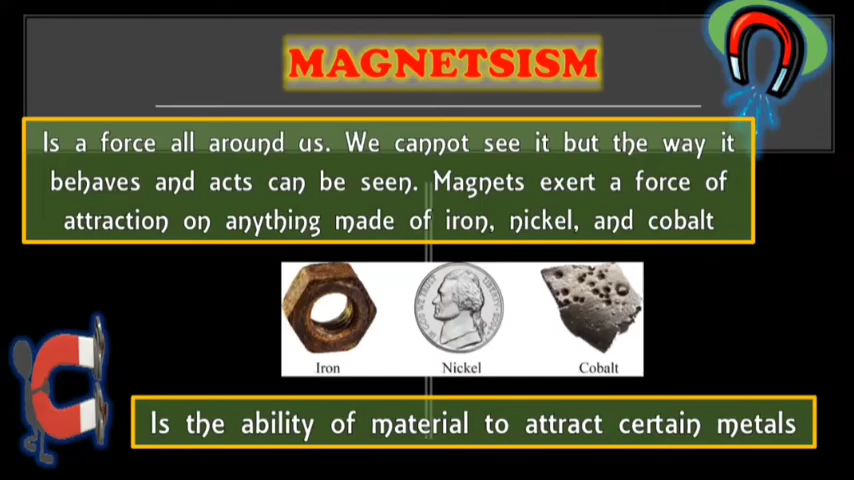 MAGNETSISM
Is a force all around us. We cannot see it but the way it
behaves and acts can be seen. Magnets exert a force of
attraction on anything made of iron, nickel, and cobalt
Iron Nickel Cobalt
Is the ability of material to attract certain metals